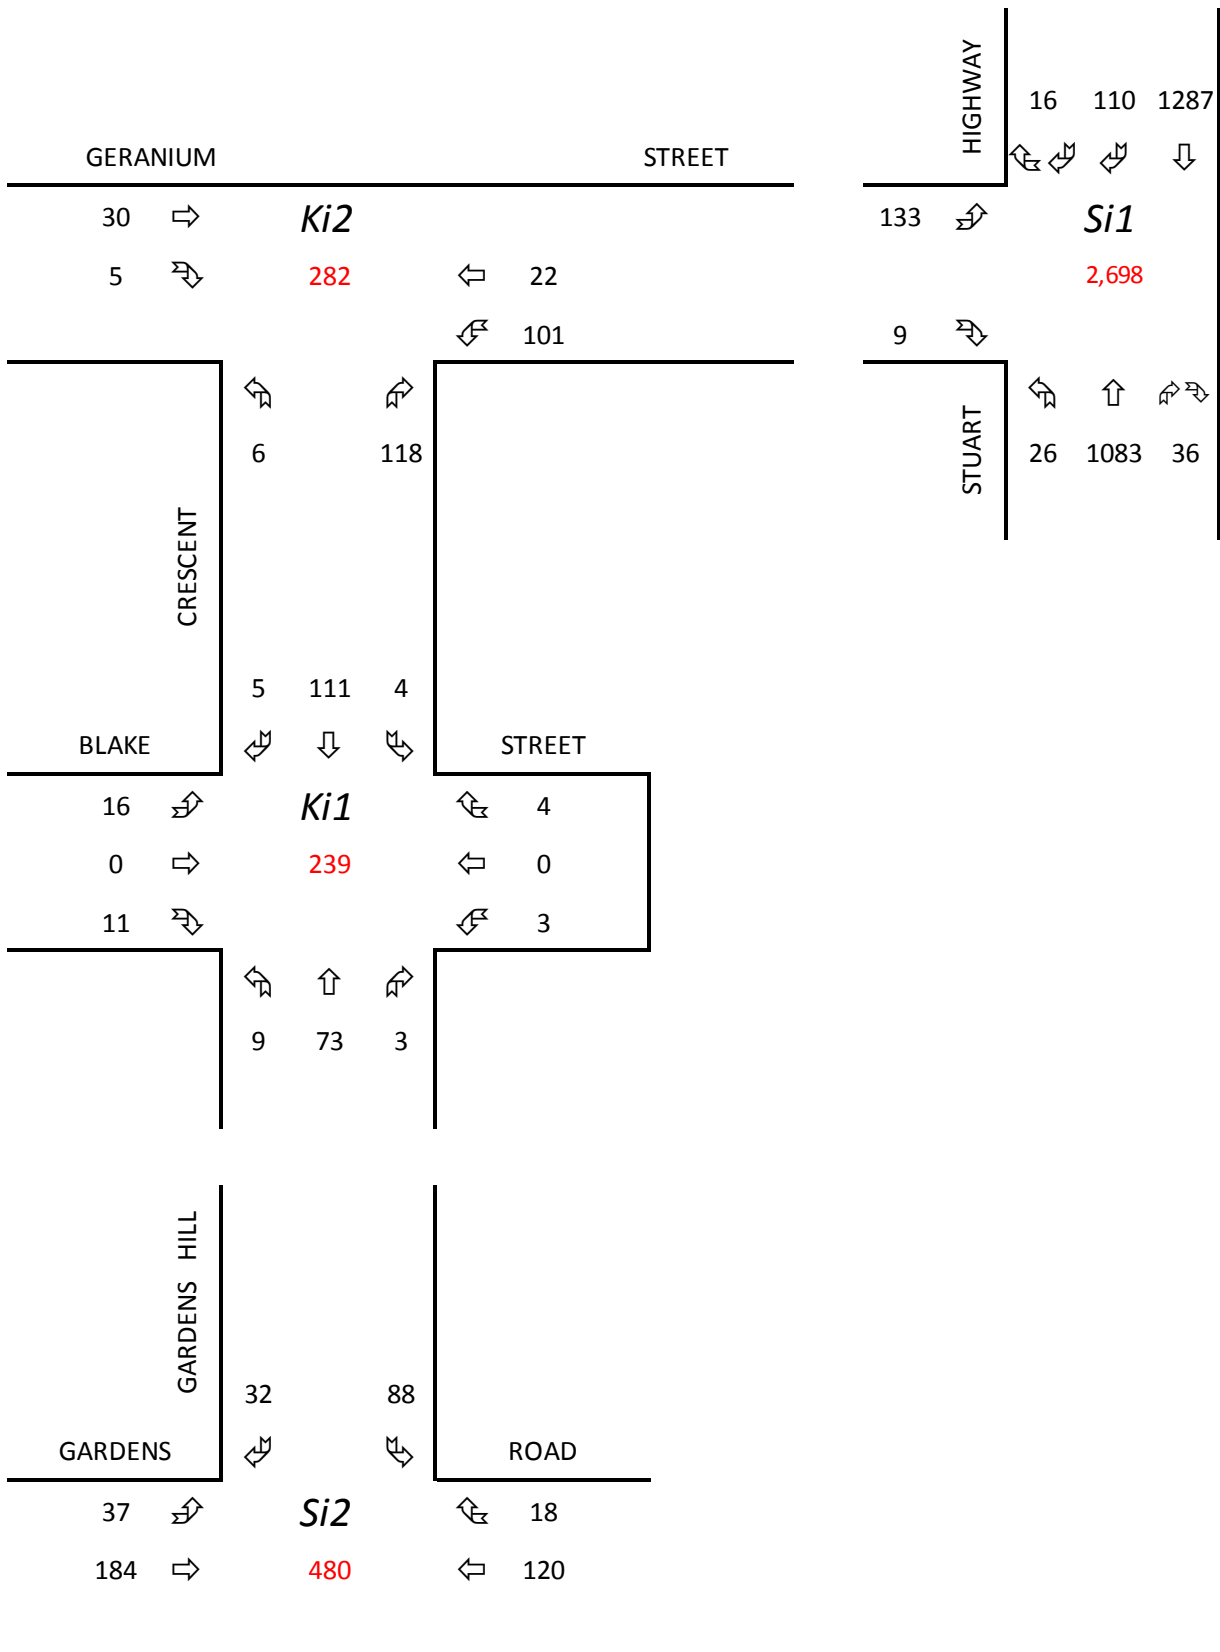 HIGHWAY
16 110 1287
GERANIUM STREET
30 Ki2 133 Si1
5 282 22 2,698
101 9
6 118 26 1083 36
STUART
CRESCENT
5 111 4
BLAKE STREET
16 Ki1 4
0 239 0
11 3
9 73 3
GARDENS HILL
32 88
GARDENS ROAD
37 Si2 18
184 480 120